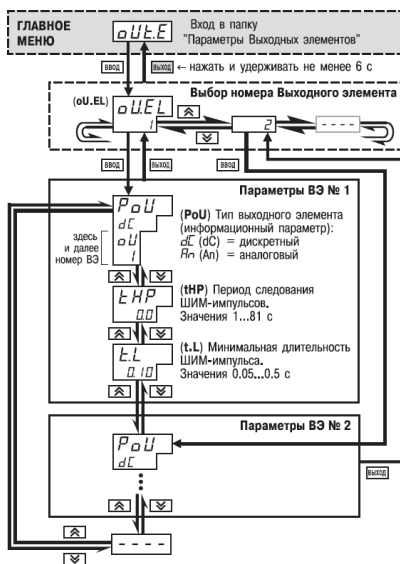 ГЛАВНОЕ
МЕНЮ
oUt.E
Вход в папку
"Параметры Выходных элементов"
ВВОД
ВЫХОД
← нажать и удерживать не менее 6 с
Выбор номера Выходного элемента
(oU.EL)
oU.EL
1
2
- - - -
ВВОД
ВЫХОД
ВВОД
Параметры ВЭ № 1
PoU
dC
oU
1
здесь
и далее
номер ВЭ
(PoU) Тип выходного элемента
(информационный параметр):
dC (dC) = дискретный
An (An) = аналоговый
tHP
0.0
(tHP) Период следования
ШИМ-импульсов.
Значения 1...81 с
t.L
0.10
(t.L) Минимальная длительность
ШИМ-импульса.
Значения 0,05...0,5 с
Параметры ВЭ № 2
PoU
dC
ВЫХОД
- - - -